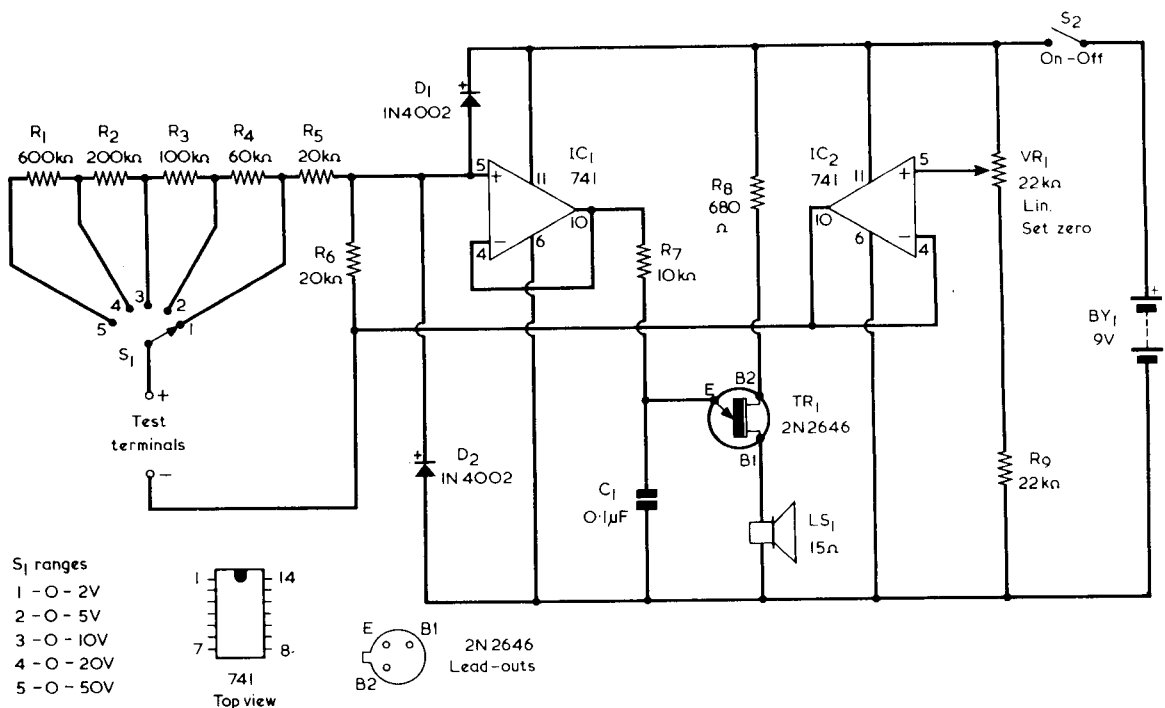 S2
On-Off
D1
1N4002
R1
600kΩ
R2
200kΩ
R3
100kΩ
R4
60kΩ
R5
20kΩ
+
5
+
IC1
741
11
10
-
4
6
R6
20kΩ
R7
10kΩ
R8
680
Ω
IC2
741
11
5
+
10
-
4
6
VR1
22kΩ
Lin.
Set zero
+
BY1
9V
5
4
3
2
1
S1
+
Test
terminals
-
+
D2
1N4002
E
B2
B1
TR1
2N2646
C1
0·1µF
LS1
15Ω
R9
22kΩ
S1 ranges
1 - 0 - 2V
2 - 0 - 5V
3 - 0 - 10V
4 - 0 - 20V
5 - 0 - 50V
1
14
7
8
741
Top view
E
B1
B2
2N2646
Lead-outs